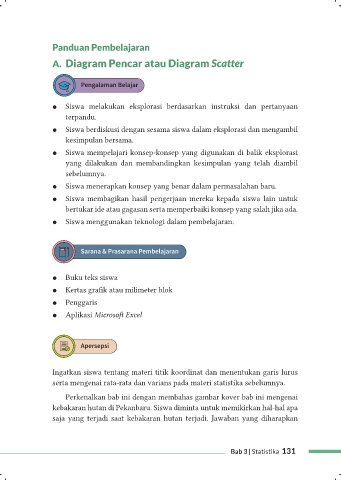 Panduan Pembelajaran
A. Diagram Pencar atau Diagram Scatter
Pengalaman Belajar
● Siswa melakukan eksplorasi berdasarkan instruksi dan pertanyaan
terpandu.
● Siswa berdiskusi dengan sesama siswa dalam eksplorasi dan mengambil
kesimpulan bersama.
● Siswa mempelajari konsep-konsep yang digunakan di balik eksplorasi
yang dilakukan dan membandingkan kesimpulan yang telah diambil
sebelumnya.
● Siswa menerapkan konsep yang benar dalam permasalahan baru.
● Siswa membagikan hasil pengerjaan mereka kepada siswa lain untuk
bertukar ide atau gagasan serta memperbaiki konsep yang salah jika ada.
● Siswa menggunakan teknologi dalam pembelajaran.
Sarana & Prasarana Pembelajaran
● Buku teks siswa
● Kertas grafik atau milimeter blok
● Penggaris
● Aplikasi Microsoft Excel
Apersepsi
Ingatkan siswa tentang materi titik koordinat dan menentukan garis lurus
serta mengenai rata-rata dan varians pada materi statistika sebelumnya.
Perkenalkan bab ini dengan membahas gambar kover bab ini mengenai
kebakaran hutan di Pekanbaru. Siswa diminta untuk memikirkan hal-hal apa
saja yang terjadi saat kebakaran hutan terjadi. Jawaban yang diharapkan
Bab 3 | Statistika 131